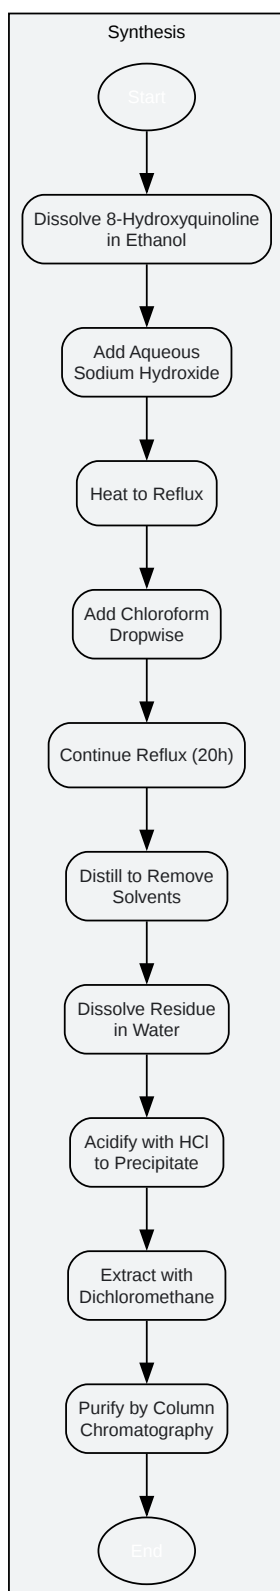 Synthesis
Start
Dissolve 8-Hydroxyquinoline
in Ethanol
Add Aqueous
Sodium Hydroxide
Heat to Reflux
Add Chloroform
Dropwise
Continue Reflux (20h)
Distill to Remove
Solvents
Dissolve Residue
in Water
Acidify with HCl
to Precipitate
Extract with
Dichloromethane
Purify by Column
Chromatography
End